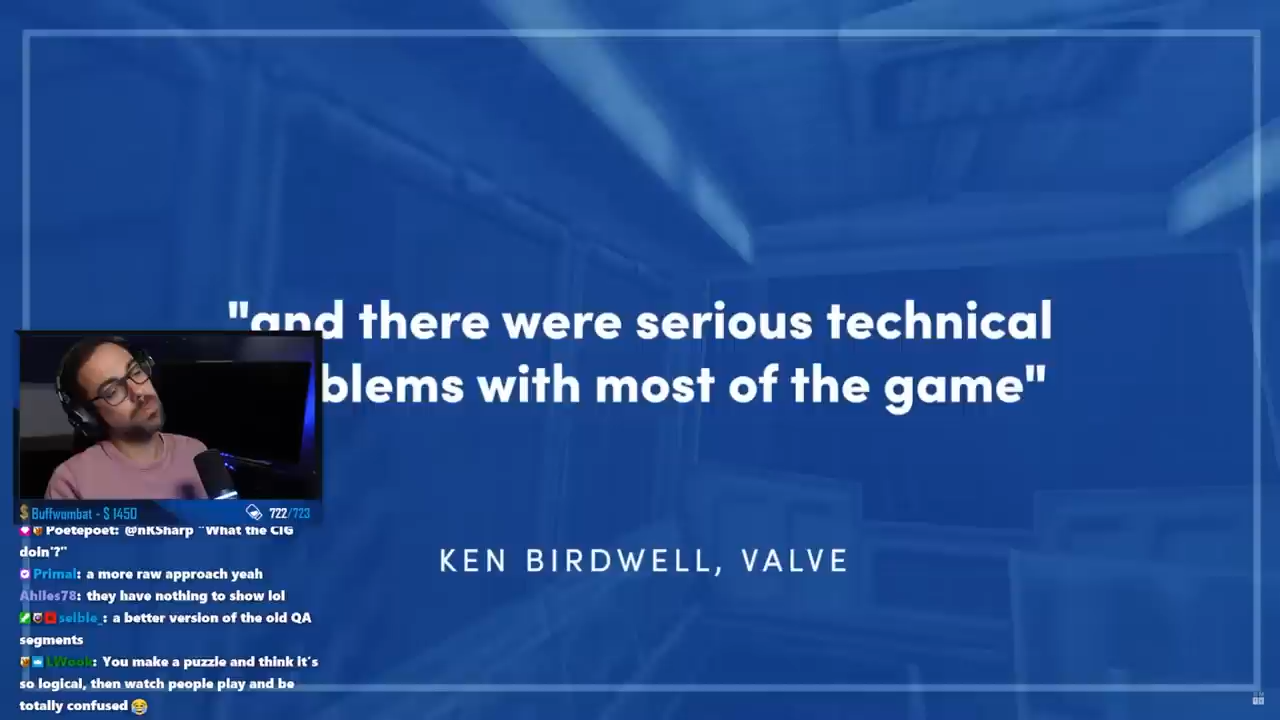 "and there were serious technical
blems with most of the game"
KEN BIRDWELL, VALVE
$ Buffwambat - $ 1450 722/723
Poetepoet: @nKSharp "What the CIG
doin'?"
Primal: a more raw approach yeah
Ahlles78: they have nothing to show lol
selbie_: a better version of the old QA
segments
LWook: You make a puzzle and think it's
so logical, then watch people play and be
totally confused 😂